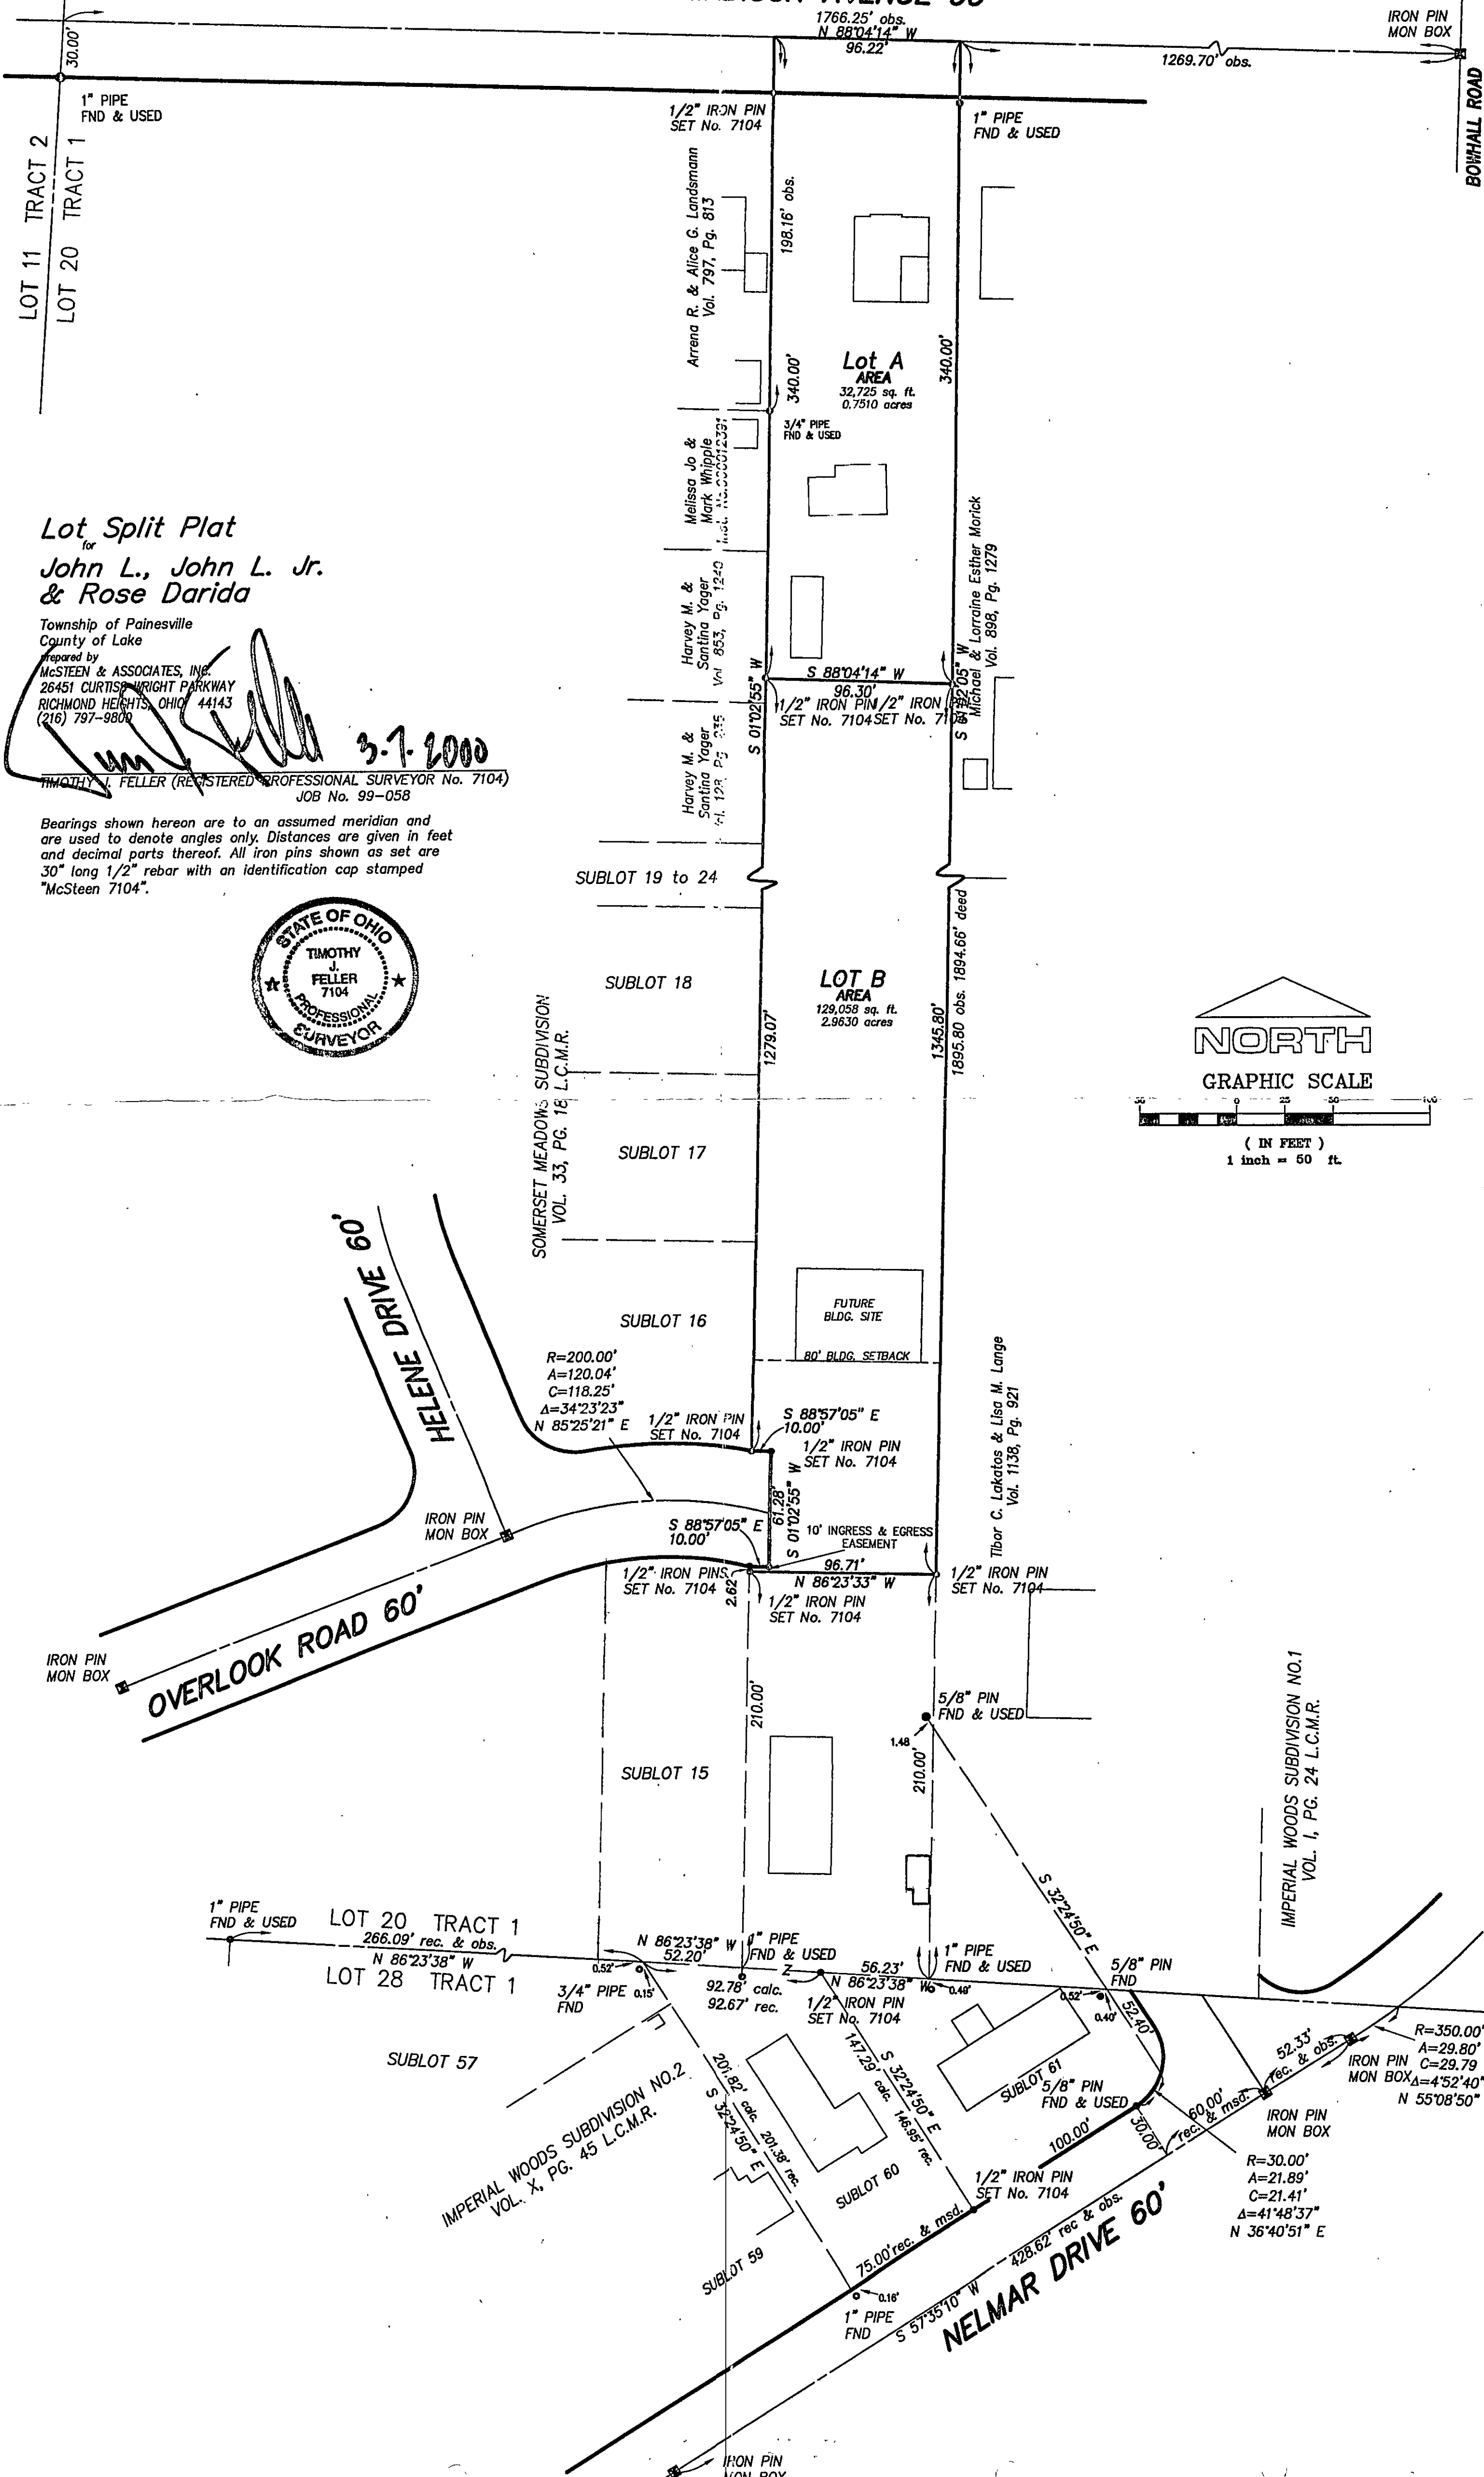 1766.25' obs.
N 88°04'14" W
96.22'
30.00'
1269.70' obs.
IRON PIN
MON BOX
BOWHALL ROAD
1" PIPE
FND & USED
1/2" IRON PIN
SET No. 7104
1" PIPE
FND & USED
LOT 11 TRACT 2
LOT 20 TRACT 1
Arrena R. & Alice G. Landsmann
Vol. 797, Pg. 813
198.16' obs.
340.00'
Lot A
AREA
32,725 sq. ft.
0.7510 acres
340.00'
3/4" PIPE
FND & USED
Melissa Jo &
Mark Whipple
Harvey M. &
Santina Yager
Vol 853, Pg. 1240
Michael & Lorraine Esther Morick
Vol. 898, Pg. 1279
S 88°04'14" W
96.30'
1/2" IRON PIN
SET No. 7104
1/2" IRON
SET No.
S 01°02'55" W
S 01°02'05" W
Harvey M. &
Santina Yager
Lot Split Plat
for
John L., John L. Jr.
& Rose Darida
Township of Painesville
County of Lake
prepared by
McSTEEN & ASSOCIATES, INC.
26451 CURTISS WRIGHT PARKWAY
RICHMOND HEIGHTS, OHIO 44143
(216) 797-9800
3-7-2000
TIMOTHY J. FELLER (REGISTERED PROFESSIONAL SURVEYOR No. 7104)
JOB No. 99-058
Bearings shown hereon are to an assumed meridian and
are used to denote angles only. Distances are given in feet
and decimal parts thereof. All iron pins shown as set are
30" long 1/2" rebar with an identification cap stamped
"McSteen 7104".
STATE OF OHIO
TIMOTHY
J.
FELLER
7104
PROFESSIONAL
SURVEYOR
SUBLOT 19 to 24
SUBLOT 18
LOT B
AREA
129,058 sq. ft.
2.9630 acres
1279.07'
1345.80'
1895.80 obs. 1894.66' deed
SOMERSET MEADOWS SUBDIVISION
VOL. 33, PG. 18 L.C.M.R.
SUBLOT 17
NORTH
GRAPHIC SCALE
50 0 25 50 100
( IN FEET )
1 inch = 50 ft.
SUBLOT 16
FUTURE
BLDG. SITE
80' BLDG. SETBACK
HELENE DRIVE 60'
R=200.00'
A=120.04'
C=118.25'
Δ=34°23'23"
N 85°25'21" E
1/2" IRON PIN
SET No. 7104
S 88°57'05" E
10.00'
1/2" IRON PIN
SET No. 7104
Tibor C. Lakatos & Lisa M. Lange
Vol. 1138, Pg. 921
61.28'
S 01°02'55" W
IRON PIN
MON BOX
S 88°57'05" E
10.00'
10' INGRESS & EGRESS
EASEMENT
96.71'
N 86°23'33" W
1/2" IRON PINS
SET No. 7104
2.62'
1/2" IRON PIN
SET No. 7104
1/2" IRON PIN
SET No. 7104
OVERLOOK ROAD 60'
IRON PIN
MON BOX
210.00'
5/8" PIN
FND & USED
1.48
210.00'
SUBLOT 15
S 32°24'50" E
IMPERIAL WOODS SUBDIVISION NO.1
VOL. I, PG. 24 L.C.M.R.
1" PIPE
FND & USED
LOT 20 TRACT 1
266.09' rec. & obs.
N 86°23'38" W
LOT 28 TRACT 1
N 86°23'38" W
52.20'
1" PIPE
FND & USED
56.23'
N 86°23'38" W
1" PIPE
FND & USED
5/8" PIN
FND
0.52'
3/4" PIPE
FND
0.15'
92.78' calc.
92.67' rec.
1/2" IRON PIN
SET No. 7104
0.49'
0.52'
0.40'
52.40'
SUBLOT 57
IMPERIAL WOODS SUBDIVISION NO.2
VOL. X, PG. 45 L.C.M.R.
201.82' calc. 201.38' rec.
S 32°24'50" E
S 32°24'50" E
147.29' calc. 146.95' rec.
SUBLOT 61
5/8" PIN
FND & USED
100.00'
30.00'
60.00'
rec. & msd.
52.33'
rec. & obs.
IRON PIN
MON BOX
R=350.00'
A=29.80'
C=29.79
Δ=4°52'40"
N 55°08'50"
IRON PIN
MON BOX
R=30.00'
A=21.89'
C=21.41'
Δ=41°48'37"
N 36°40'51" E
SUBLOT 60
1/2" IRON PIN
SET No. 7104
SUBLOT 59
75.00' rec. & msd.
0.16'
1" PIPE
FND
428.62' rec & obs.
S 57°35'10" W
NELMAR DRIVE 60'
IRON PIN
MON BOX